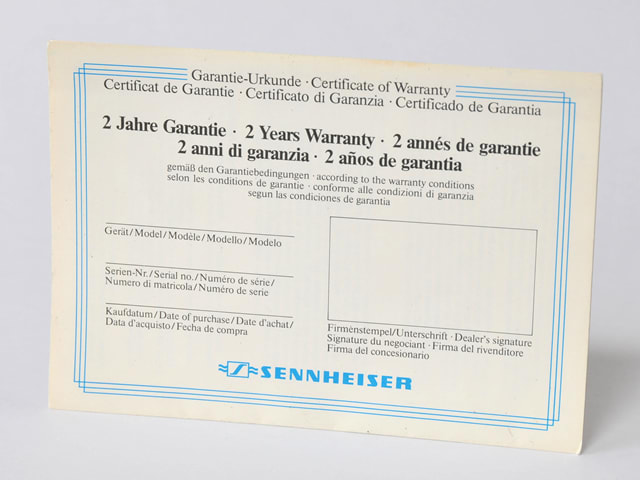 Garantie-Urkunde · Certificate of Warranty
Certificat de Garantie · Certificato di Garanzia · Certificado de Garantia
2 Jahre Garantie · 2 Years Warranty · 2 annés de garantie
2 anni di garanzia · 2 años de garantia
gemäß den Garantiebedingungen · according to the warranty conditions
selon les conditions de garantie · conforme alle condizioni di garanzia
segun las condiciones de garantia
Gerät/Model/Modèle/Modello/Modelo
Serien-Nr./Serial no./Numéro de série/
Numero di matricola/Numéro de serie
Kaufdatum/Date of purchase/Date d'achat/
Data d'acquisto/Fecha de compra
Firmenstempel/Unterschrift · Dealer's signature
Signature du negociant · Firma del rivenditore
Firma del concesionario
SENNHEISER